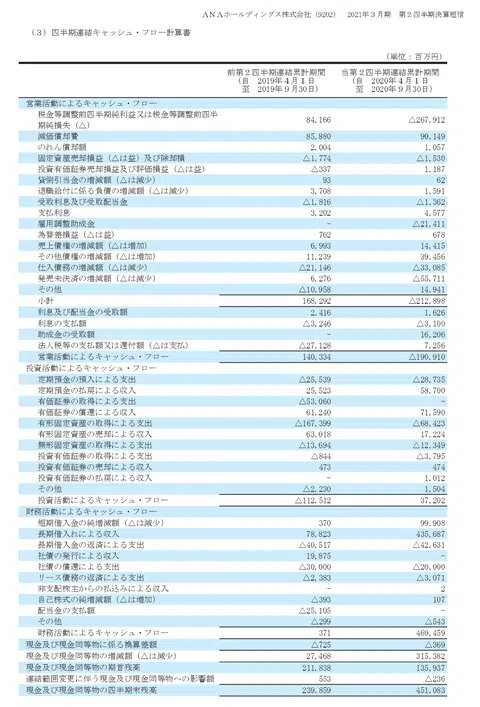 ANAホールディングス株式会社（9202） 2021年３月期 第２四半期決算短信
（３）四半期連結キャッシュ・フロー計算書
（単位：百万円）
前第２四半期連結累計期間 当第２四半期連結累計期間
（自 2019年４月１日 （自 2020年４月１日
至 2019年９月30日） 至 2020年９月30日）
営業活動によるキャッシュ・フロー
税金等調整前四半期純利益又は税金等調整前四半期純損失（△） 84,166 △267,912
減価償却費 85,880 90,149
のれん償却額 2,004 1,057
固定資産売却損益（△は益）及び除却損 △1,774 △1,530
投資有価証券売却損益及び評価損益（△は益） △337 1,187
貸倒引当金の増減額（△は減少） 93 62
退職給付に係る負債の増減額（△は減少） 3,708 1,591
受取利息及び受取配当金 △1,816 △1,362
支払利息 3,202 4,577
雇用調整助成金 － △21,411
為替差損益（△は益） 762 678
売上債権の増減額（△は増加） 6,993 14,415
その他債権の増減額（△は増加） 11,239 39,456
仕入債務の増減額（△は減少） △21,146 △33,085
発売未決済の増減額（△は減少） 6,276 △55,711
その他 △10,958 14,941
小計 168,292 △212,898
利息及び配当金の受取額 2,416 1,626
利息の支払額 △3,246 △3,100
助成金の受取額 － 16,206
法人税等の支払額又は還付額（△は支払） △27,128 7,256
営業活動によるキャッシュ・フロー 140,334 △190,910
投資活動によるキャッシュ・フロー
定期預金の預入による支出 △25,539 △28,735
定期預金の払戻による収入 25,523 58,700
有価証券の取得による支出 △53,060 －
有価証券の償還による収入 61,240 71,590
有形固定資産の取得による支出 △167,399 △68,423
有形固定資産の売却による収入 63,018 17,224
無形固定資産の取得による支出 △13,694 △12,349
投資有価証券の取得による支出 △844 △3,795
投資有価証券の売却による収入 473 474
投資有価証券の払戻による収入 － 1,012
その他 △2,230 1,504
投資活動によるキャッシュ・フロー △112,512 37,202
財務活動によるキャッシュ・フロー
短期借入金の純増減額（△は減少） 370 99,908
長期借入れによる収入 78,823 435,687
長期借入金の返済による支出 △40,517 △42,631
社債の発行による収入 19,875 －
社債の償還による支出 △30,000 △20,000
リース債務の返済による支出 △2,383 △3,071
非支配株主からの払込みによる収入 － 2
自己株式の純増減額（△は増加） △393 107
配当金の支払額 △25,105 －
その他 △299 △543
財務活動によるキャッシュ・フロー 371 469,459
現金及び現金同等物に係る換算差額 △725 △369
現金及び現金同等物の増減額（△は減少） 27,468 315,382
現金及び現金同等物の期首残高 211,838 135,937
連結範囲変更に伴う現金及び現金同等物への影響額 553 △236
現金及び現金同等物の四半期末残高 239,859 451,083